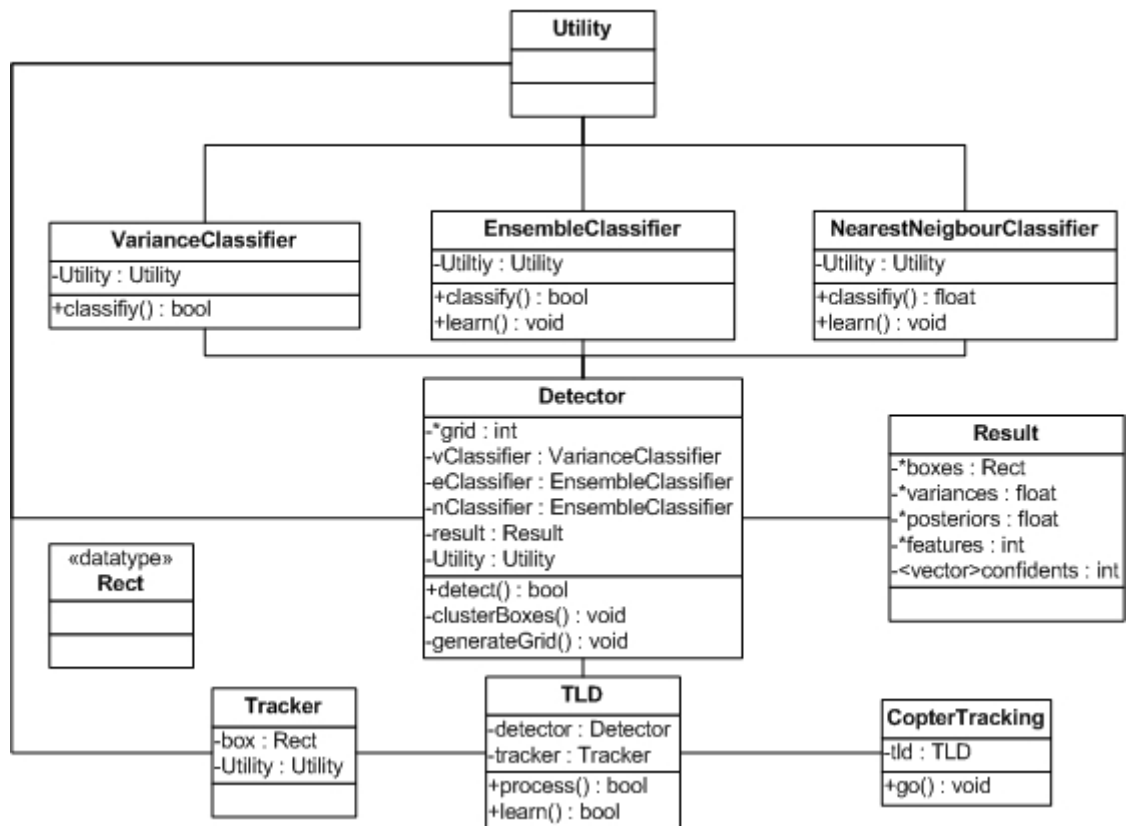 Utility
VarianceClassifier
-Utility : Utility
+classifiy() : bool
EnsembleClassifier
-Utiltiy : Utility
+classify() : bool
+learn() : void
NearestNeigbourClassifier
-Utility : Utility
+classifiy() : float
+learn() : void
Detector
-*grid : int
-vClassifier : VarianceClassifier
-eClassifier : EnsembleClassifier
-nClassifier : EnsembleClassifier
-result : Result
-Utility : Utility
+detect() : bool
-clusterBoxes() : void
-generateGrid() : void
Result
-*boxes : Rect
-*variances : float
-*posteriors : float
-*features : int
-<vector>confidents : int
«datatype»
Rect
Tracker
-box : Rect
-Utility : Utility
TLD
-detector : Detector
-tracker : Tracker
+process() : bool
+learn() : bool
CopterTracking
-tld : TLD
+go() : void